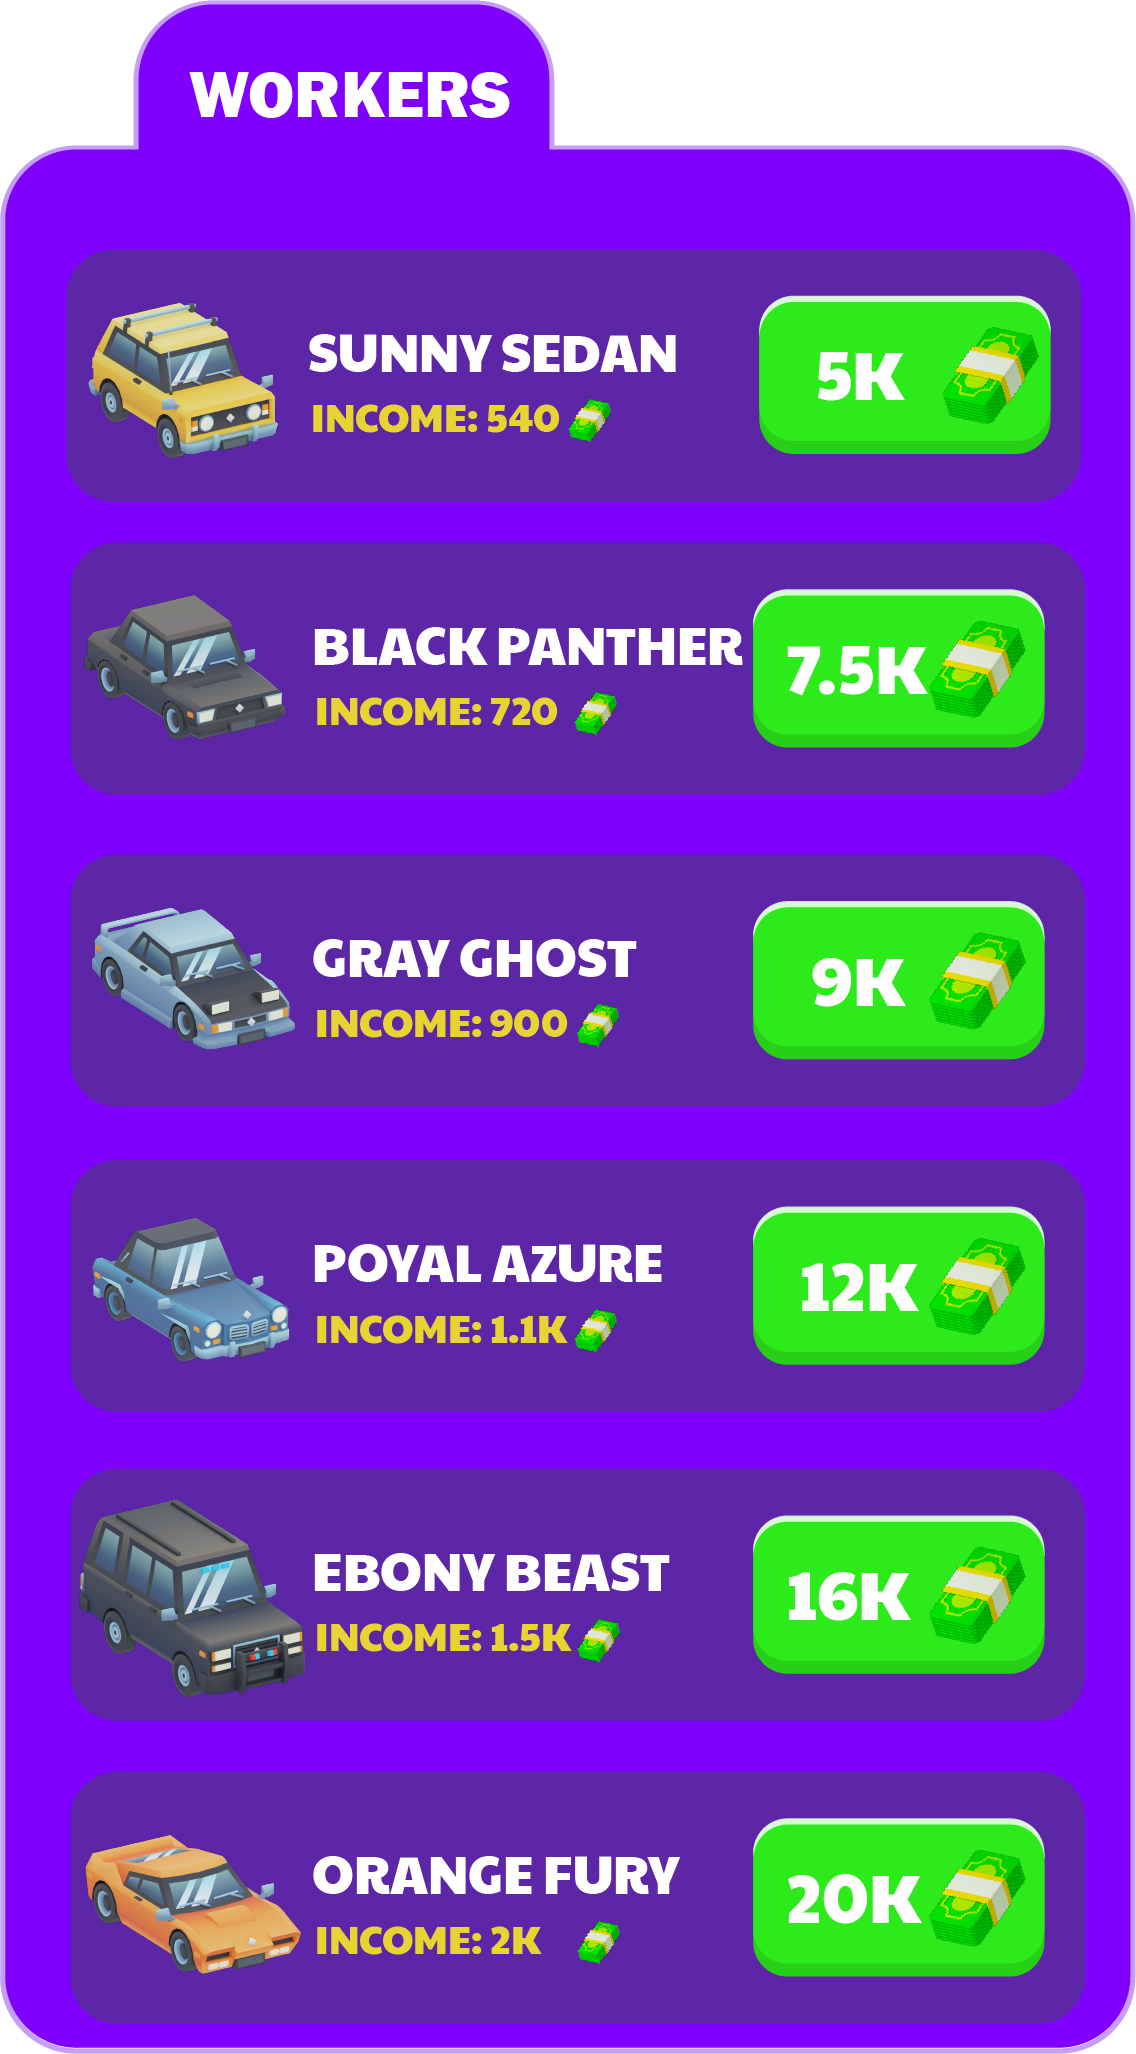 WORKERS
SUNNY SEDAN
INCOME: 540
5K
BLACK PANTHER
INCOME: 720
7.5K
GRAY GHOST
INCOME: 900
9K
POYAL AZURE
INCOME: 1.1K
12K
EBONY BEAST
INCOME: 1.5K
16K
ORANGE FURY
INCOME: 2K
20K